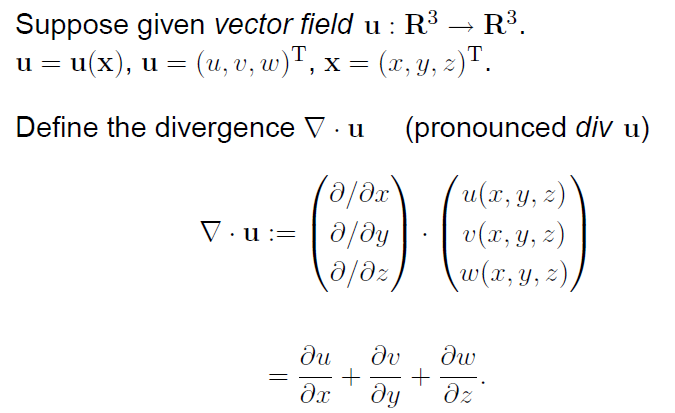 Suppose given vector field u : R³ → R³.
u = u(x), u = (u, v, w)ᵀ, x = (x, y, z)ᵀ.
Define the divergence ∇ · u (pronounced div u)
∇ · u := (∂/∂x ∂/∂y ∂/∂z) · (u(x, y, z) v(x, y, z) w(x, y, z))
= ∂u/∂x + ∂v/∂y + ∂w/∂z.